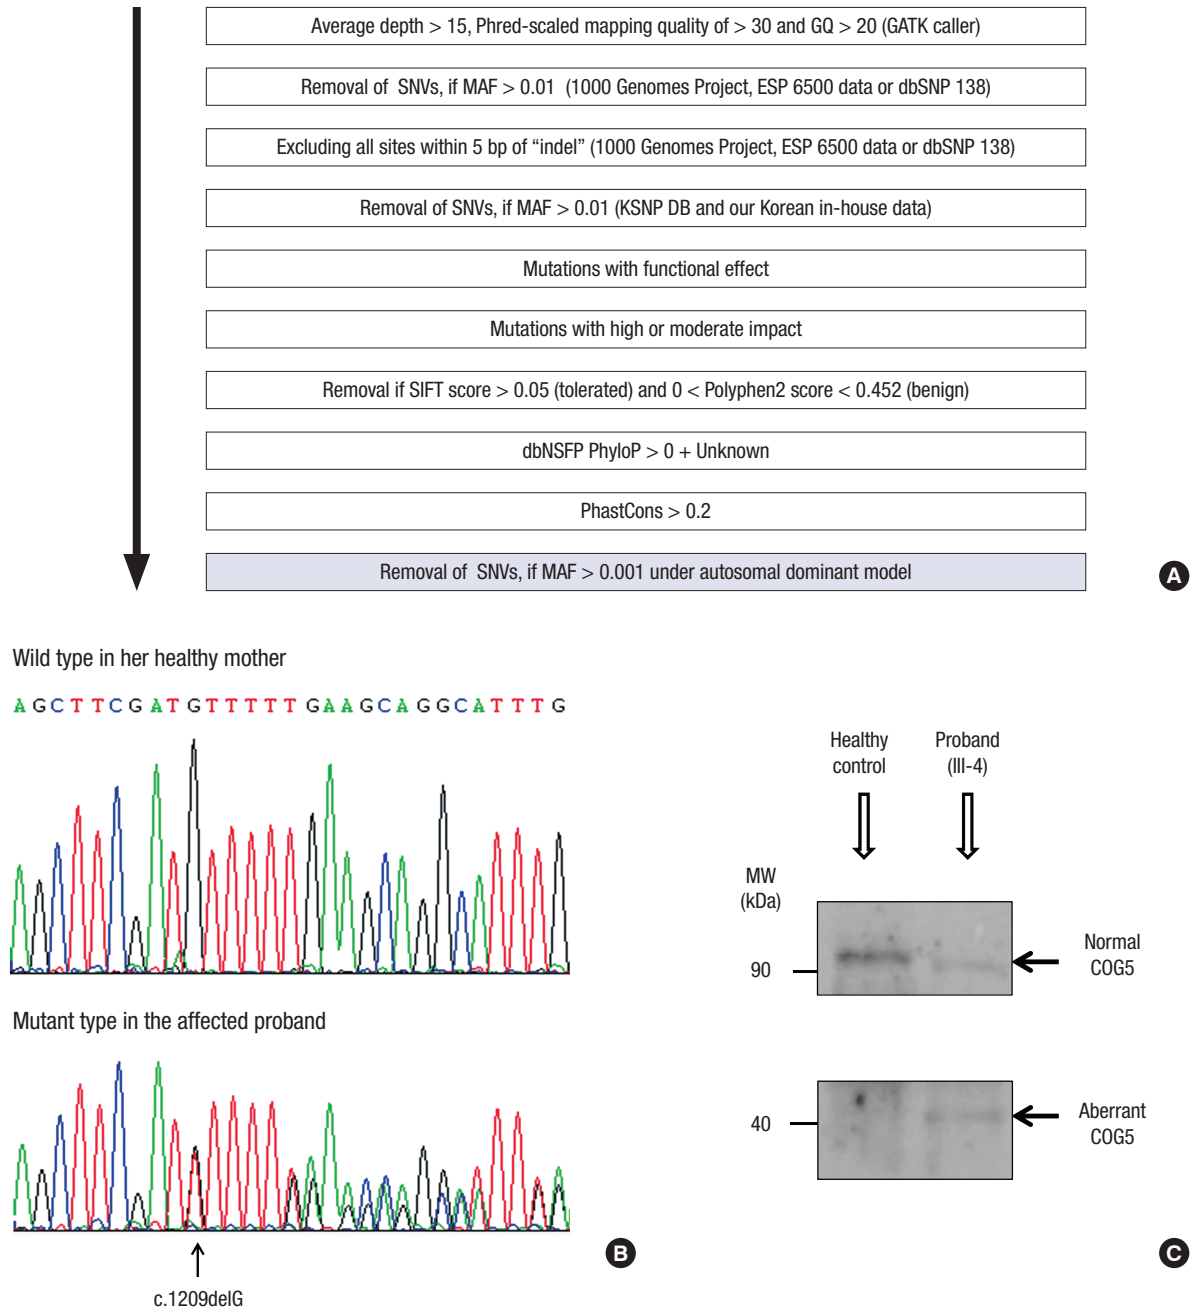 Average depth > 15, Phred-scaled mapping quality of > 30 and GQ > 20 (GATK caller)
Removal of SNVs, if MAF > 0.01 (1000 Genomes Project, ESP 6500 data or dbSNP 138)
Excluding all sites within 5 bp of “indel” (1000 Genomes Project, ESP 6500 data or dbSNP 138)
Removal of SNVs, if MAF > 0.01 (KSNP DB and our Korean in-house data)
Mutations with functional effect
Mutations with high or moderate impact
Removal if SIFT score > 0.05 (tolerated) and 0 < Polyphen2 score < 0.452 (benign)
dbNSFP PhyloP > 0 + Unknown
PhastCons > 0.2
Removal of SNVs, if MAF > 0.001 under autosomal dominant model
A
Wild type in her healthy mother
A G C T T C G A T G T T T T T G A A G C A G G C A T T T G
Mutant type in the affected proband
c.1209delG
B
Healthy
control
Proband
(III-4)
MW
(kDa)
90
Normal
COG5
40
Aberrant
COG5
C